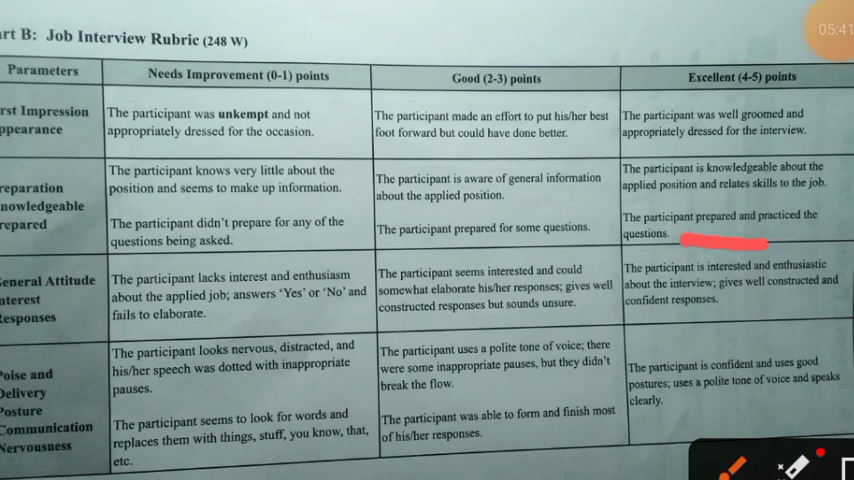 rt B: Job Interview Rubric (248 W)
05:41
Parameters
Needs Improvement (0-1) points
Good (2-3) points
Excellent (4-5) points
rst Impression
ppearance
The participant was unkempt and not
appropriately dressed for the occasion.
The participant made an effort to put his/her best
foot forward but could have done better.
The participant was well groomed and
appropriately dressed for the interview.
reparation
nowledgeable
repared
The participant knows very little about the
position and seems to make up information.
The participant didn't prepare for any of the
questions being asked.
The participant is aware of general information
about the applied position.
The participant prepared for some questions.
The participant is knowledgeable about the
applied position and relates skills to the job.
The participant prepared and practiced the
questions.
General Attitude
nterest
Responses
The participant lacks interest and enthusiasm
about the applied job; answers 'Yes' or 'No' and
fails to elaborate.
The participant seems interested and could
somewhat elaborate his/her responses; gives well
constructed responses but sounds unsure.
The participant is interested and enthusiastic
about the interview; gives well constructed and
confident responses.
Poise and
Delivery
Posture
Communication
Nervousness
The participant looks nervous, distracted, and
his/her speech was dotted with inappropriate
pauses.
The participant seems to look for words and
replaces them with things, stuff, you know, that,
etc.
The participant uses a polite tone of voice; there
were some inappropriate pauses, but they didn't
break the flow.
The participant was able to form and finish most
of his/her responses.
The participant is confident and uses good
postures; uses a polite tone of voice and speaks
clearly.